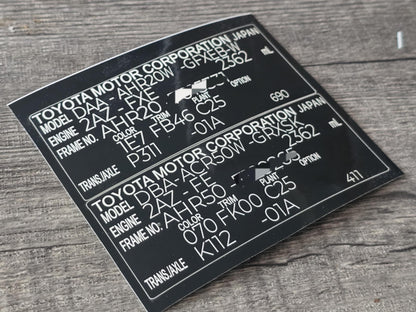 TOYOTA MOTOR CORPORATION JAPAN
MODEL DAA-AHR20W-GFXEB-W
ENGINE 2AZ-FXE 2362 mL
FRAME NO. AHR20-
COLOR TRIM PLANT OPTION
1E7 FB46 C25
TRANS./AXLE P311 -01A 690
TOYOTA MOTOR CORPORATION JAPAN
MODEL DBA-ACR50W-GRXSK
ENGINE 2AZ-FE 2362 mL
FRAME NO. AHR50-
COLOR TRIM PLANT OPTION
070 FK00 C25
TRANS./AXLE K112 -01A 411